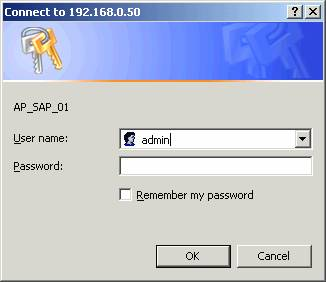 Connect to 192.168.0.50
AP_SAP_01
User name:
admin
Password:
Remember my password
OK
Cancel